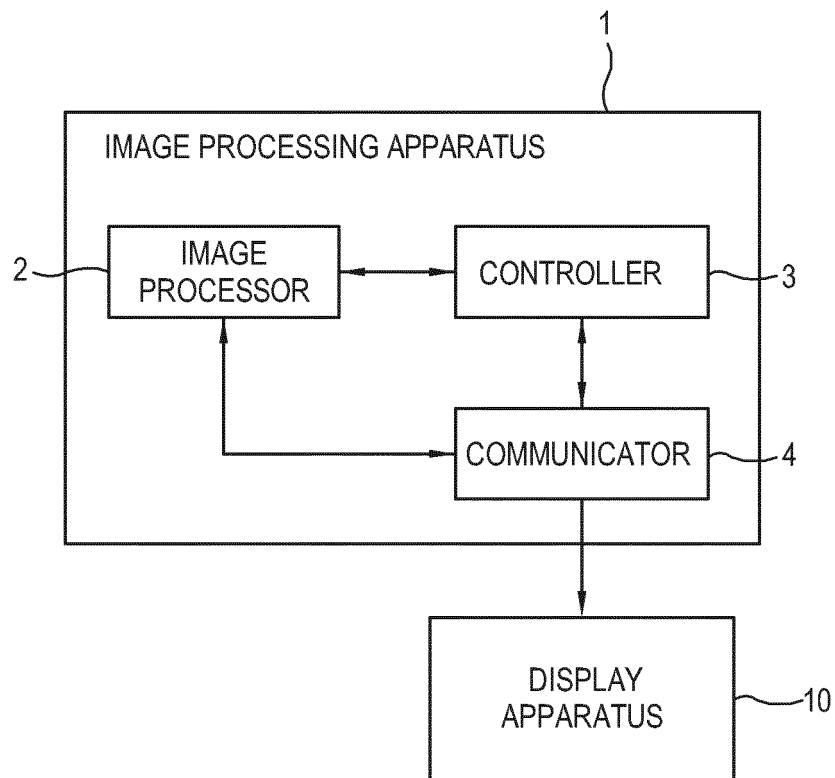 1
IMAGE PROCESSING APPARATUS
2
IMAGE
PROCESSOR
CONTROLLER
3
COMMUNICATOR
4
DISPLAY
APPARATUS
10